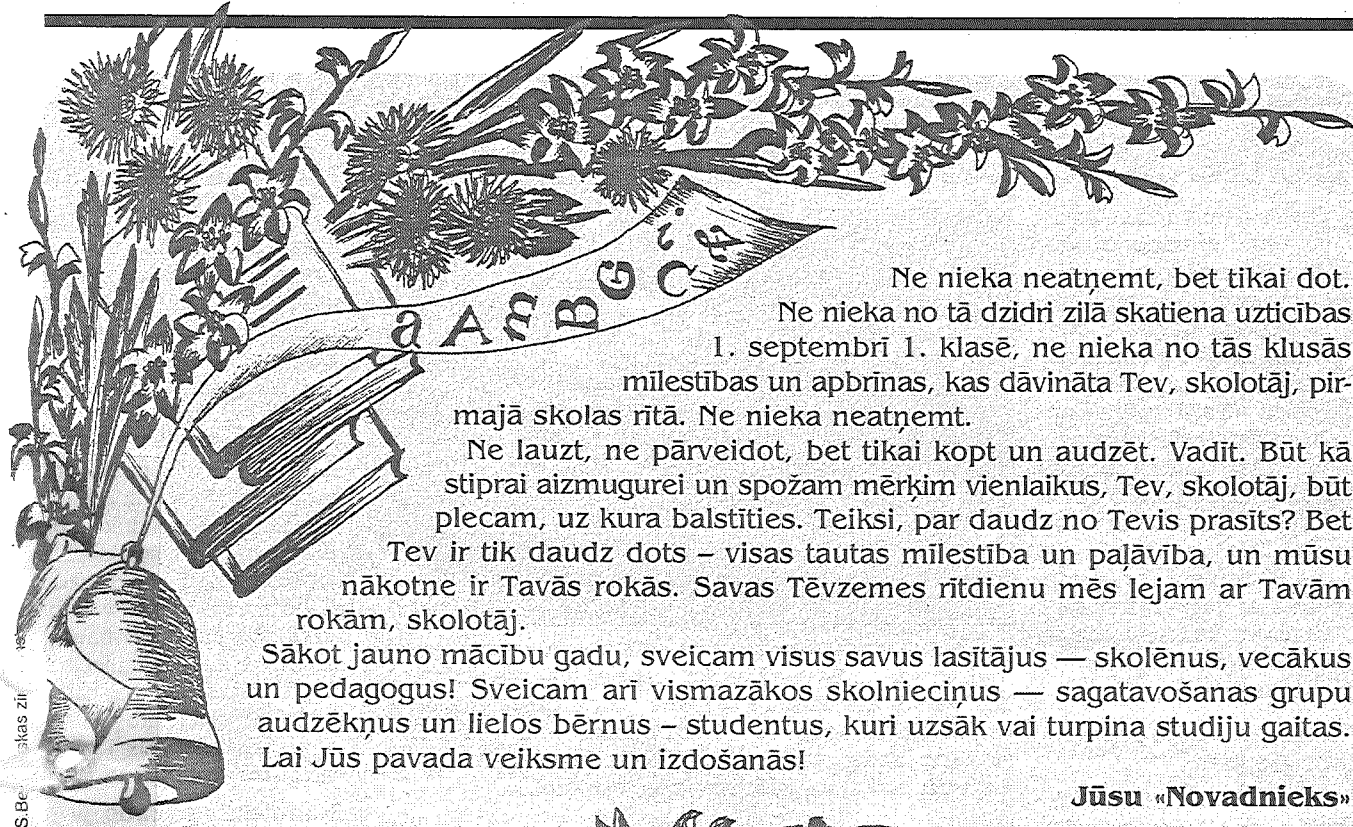 a A m B G C A
Ne nieka neatņemt, bet tikai dot.
Ne nieka no tā dzidri zilā skatiena uzticības
1. septembrī 1. klasē, ne nieka no tās klusās
mīlestības un apbrīnas, kas dāvināta Tev, skolotāj, pir-
majā skolas rītā. Ne nieka neatņemt.
Ne lauzt, ne pārveidot, bet tikai kopt un audzēt. Vadīt. Būt kā
stiprai aizmugurei un spožam mērķim vienlaikus, Tev, skolotāj, būt
plecam, uz kura balstīties. Teiksi, par daudz no Tevis prasīts? Bet
Tev ir tik daudz dots – visas tautas mīlestība un paļāvība, un mūsu
nākotne ir Tavās rokās. Savas Tēvzemes rītdienu mēs lejam ar Tavām
rokām, skolotāj.
Sākot jauno mācību gadu, sveicam visus savus lasītājus — skolēnus, vecākus
un pedagogus! Sveicam arī vismazākos skolnieciņus — sagatavošanas grupu
audzēkņus un lielos bērnus – studentus, kuri uzsāk vai turpina studiju gaitas.
Lai Jūs pavada veiksme un izdošanās!
Jūsu «Novadnieks»